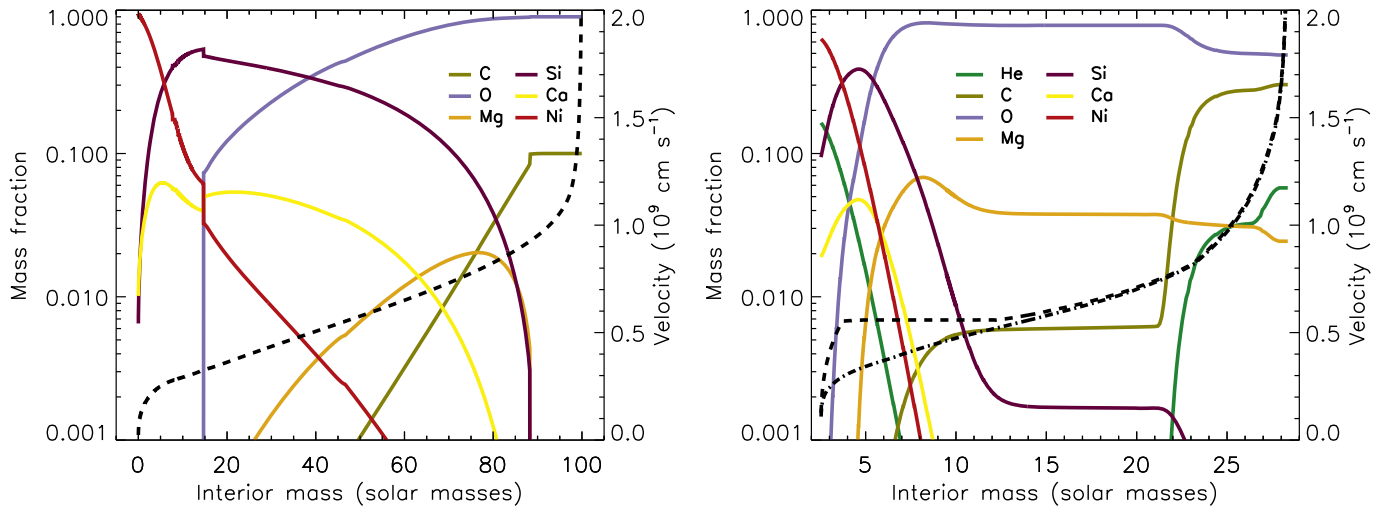 1.000
0.100
0.010
0.001
Mass fraction
C Si
O Ca
Mg Ni
2.0
1.5
1.0
0.5
0.0
Velocity (10⁹ cm s⁻¹)
0 20 40 60 80 100
Interior mass (solar masses)
1.000
0.100
0.010
0.001
Mass fraction
He Si
C Ca
O Ni
Mg
2.0
1.5
1.0
0.5
0.0
Velocity (10⁹ cm s⁻¹)
5 10 15 20 25
Interior mass (solar masses)